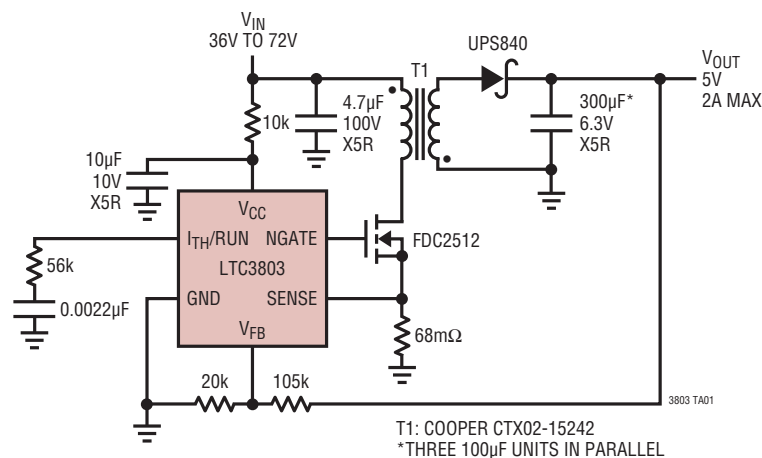 VIN
36V TO 72V
UPS840
T1
VOUT
5V
2A MAX
10k
4.7µF
100V
X5R
300µF*
6.3V
X5R
10µF
10V
X5R
VCC
ITH/RUN
NGATE
FDC2512
LTC3803
56k
GND
SENSE
0.0022µF
68mΩ
VFB
20k
105k
3803 TA01
T1: COOPER CTX02-15242
*THREE 100µF UNITS IN PARALLEL